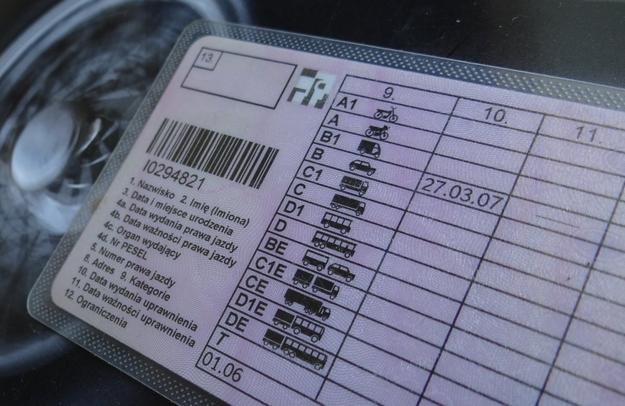 13.
9.
10.
11.
A1
A
B1
B
27.03.07
C1
C
D1
D
BE
C1E
CE
D1E
DE
T
01.06
I0294821
1. Nazwisko 2. Imię (Imiona)
3. Data i miejsce urodzenia
4a. Data wydania prawa jazdy
4b. Data ważności prawa jazdy
4c. Organ wydający
4d. Nr PESEL
5. Numer prawa jazdy
8. Adres 9. Kategorie
10. Data wydania uprawnienia
11. Data ważności uprawnienia
12. Ograniczenia